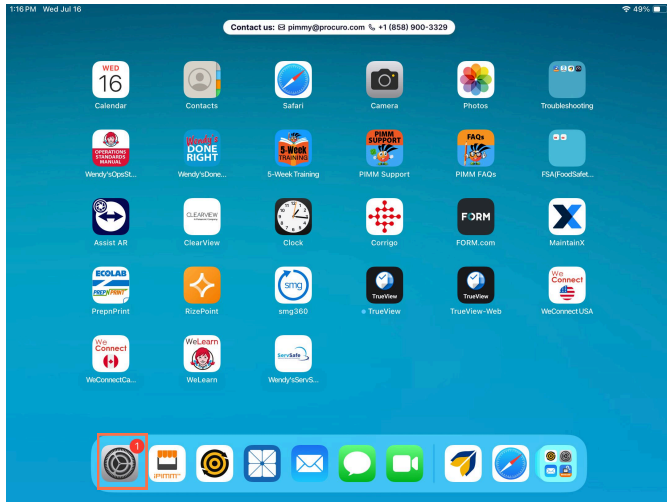 1:16 PM Wed Jul 16
49%
Contact us: pimmy@procuro.com +1 (858) 900-3329
WED
16
Calendar
Contacts
Safari
Camera
Photos
Troubleshooting
OPERATIONS
STANDARDS
MANUAL
Wendy's
DONE
RIGHT
5-Week
TRAINING
PIMM
SUPPORT
FAQs
Wendy'sOpsSt...
Wendy'sDone...
5-Week Training
PIMM Support
PIMM FAQs
FSA(FoodSafet...
CLEARVIEW
FORM
Assist AR
ClearView
Clock
Corrigo
FORM.com
MaintainX
ECOLAB
PREPNPRINT
smg
TrueView
TrueView
We
Connect
PrepnPrint
RizePoint
smg360
TrueView
TrueView-Web
WeConnect USA
We
Connect
WeLearn
ServSafe
WeConnectCa...
WeLearn
Wendy'sServS...
1
iPIMM